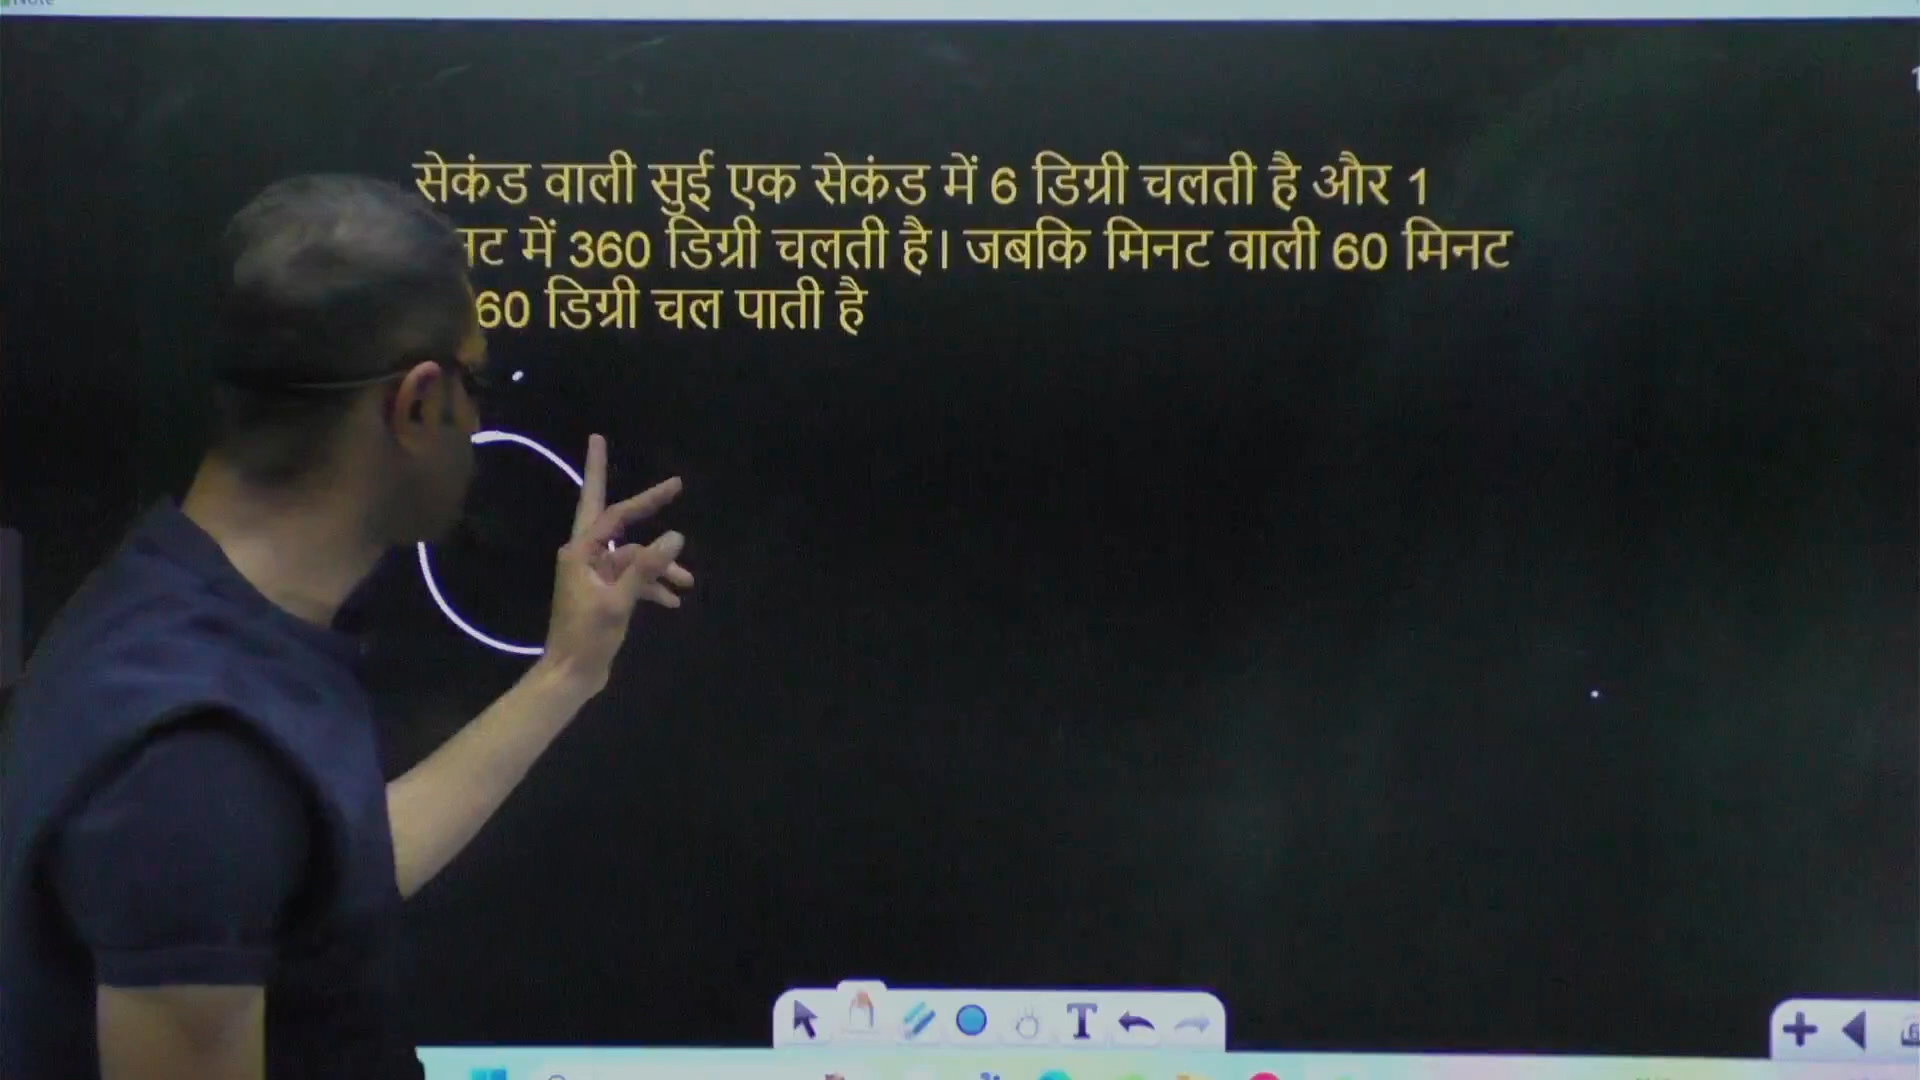 सेकंड वाली सुई एक सेकंड में 6 डिग्री चलती है और 1
में 360 डिग्री चलती है। जबकि मिनट वाली 60 मिनट
60 डिग्री चल पाती है
T